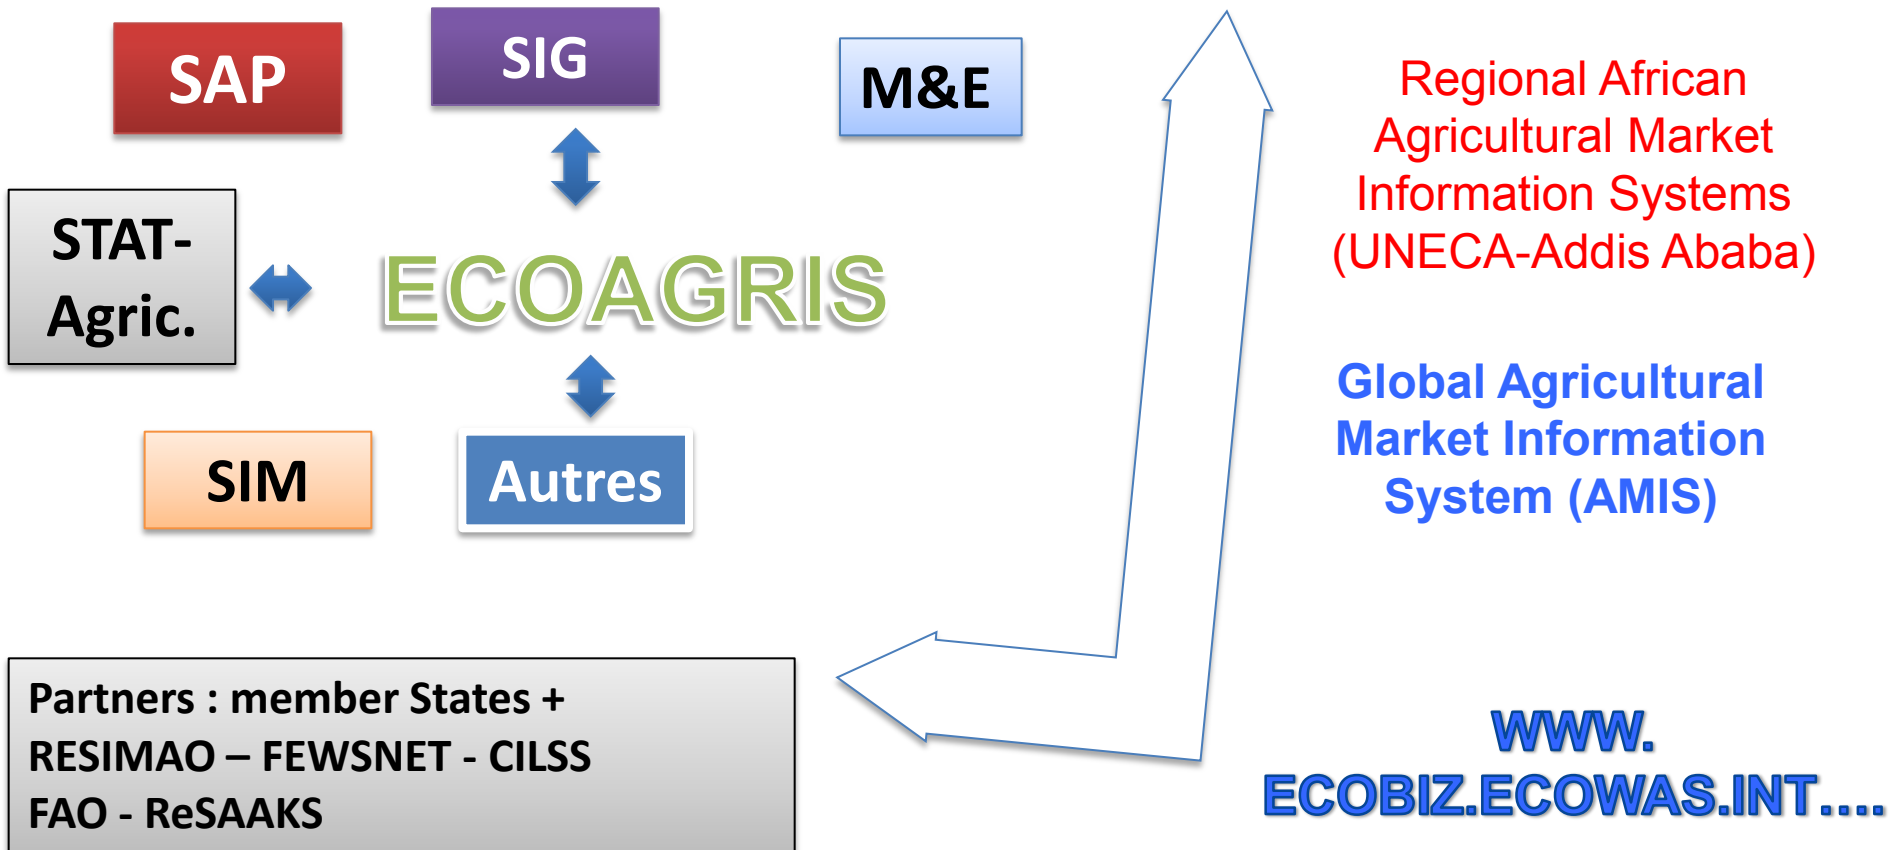 SAP
SIG
M&E
STAT-
Agric.
ECOAGRIS
SIM
Autres
Regional African
Agricultural Market
Information Systems
(UNECA-Addis Ababa)
Global Agricultural
Market Information
System (AMIS)
Partners : member States +
RESIMAO – FEWSNET - CILSS
FAO - ReSAAKS
WWW.
ECOBIZ.ECOWAS.INT....